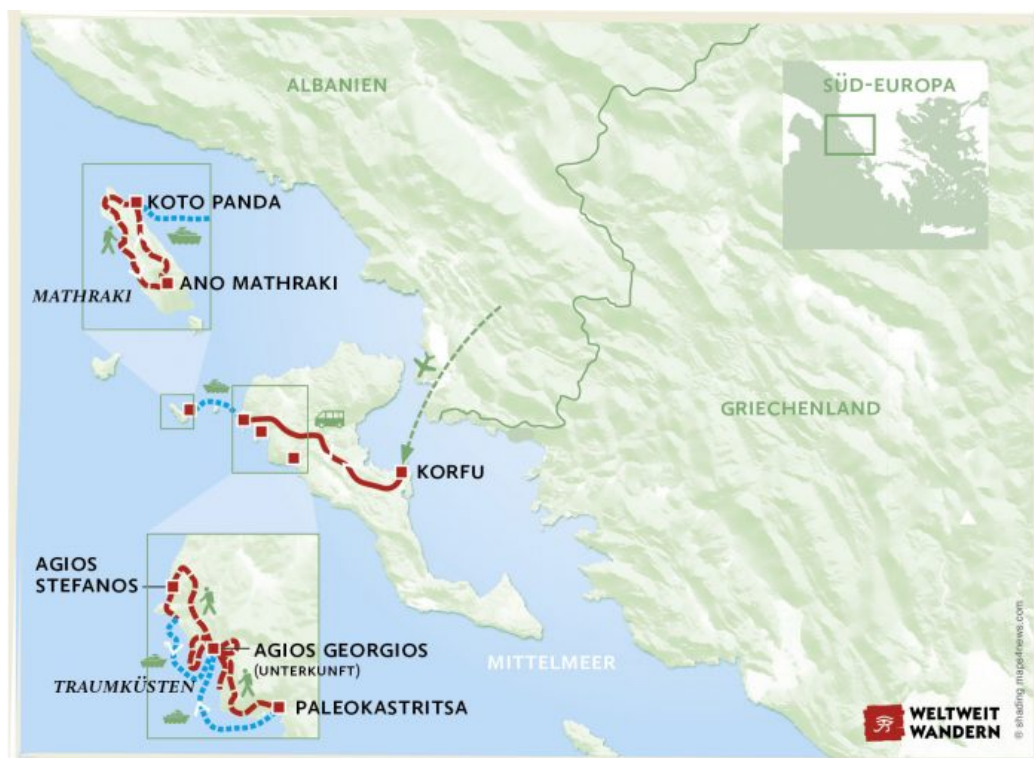 ALBANIEN
SÜD-EUROPA
KOTO PANDA
ANO MATHRAKI
MATHRAKI
GRIECHENLAND
KORFU
AGIOS
STEFANOS
AGIOS GEORGIOS
(UNTERKUNFT)
MITTELMEER
TRAUMKÜSTEN
PALEOKASTRITSA
WELTWEIT
WANDERN
© shading maps4news.com